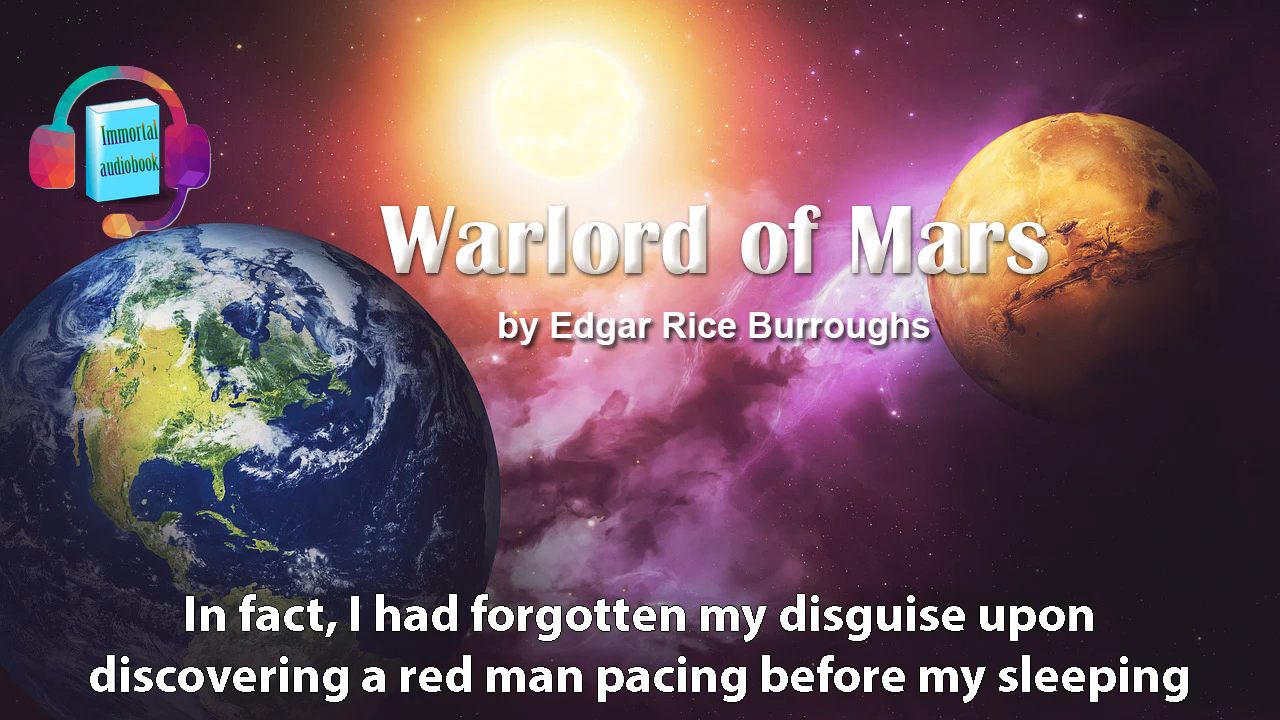 Immortal
audiobook
Warlord of Mars
by Edgar Rice Burroughs
In fact, I had forgotten my disguise upon
discovering a red man pacing before my sleeping